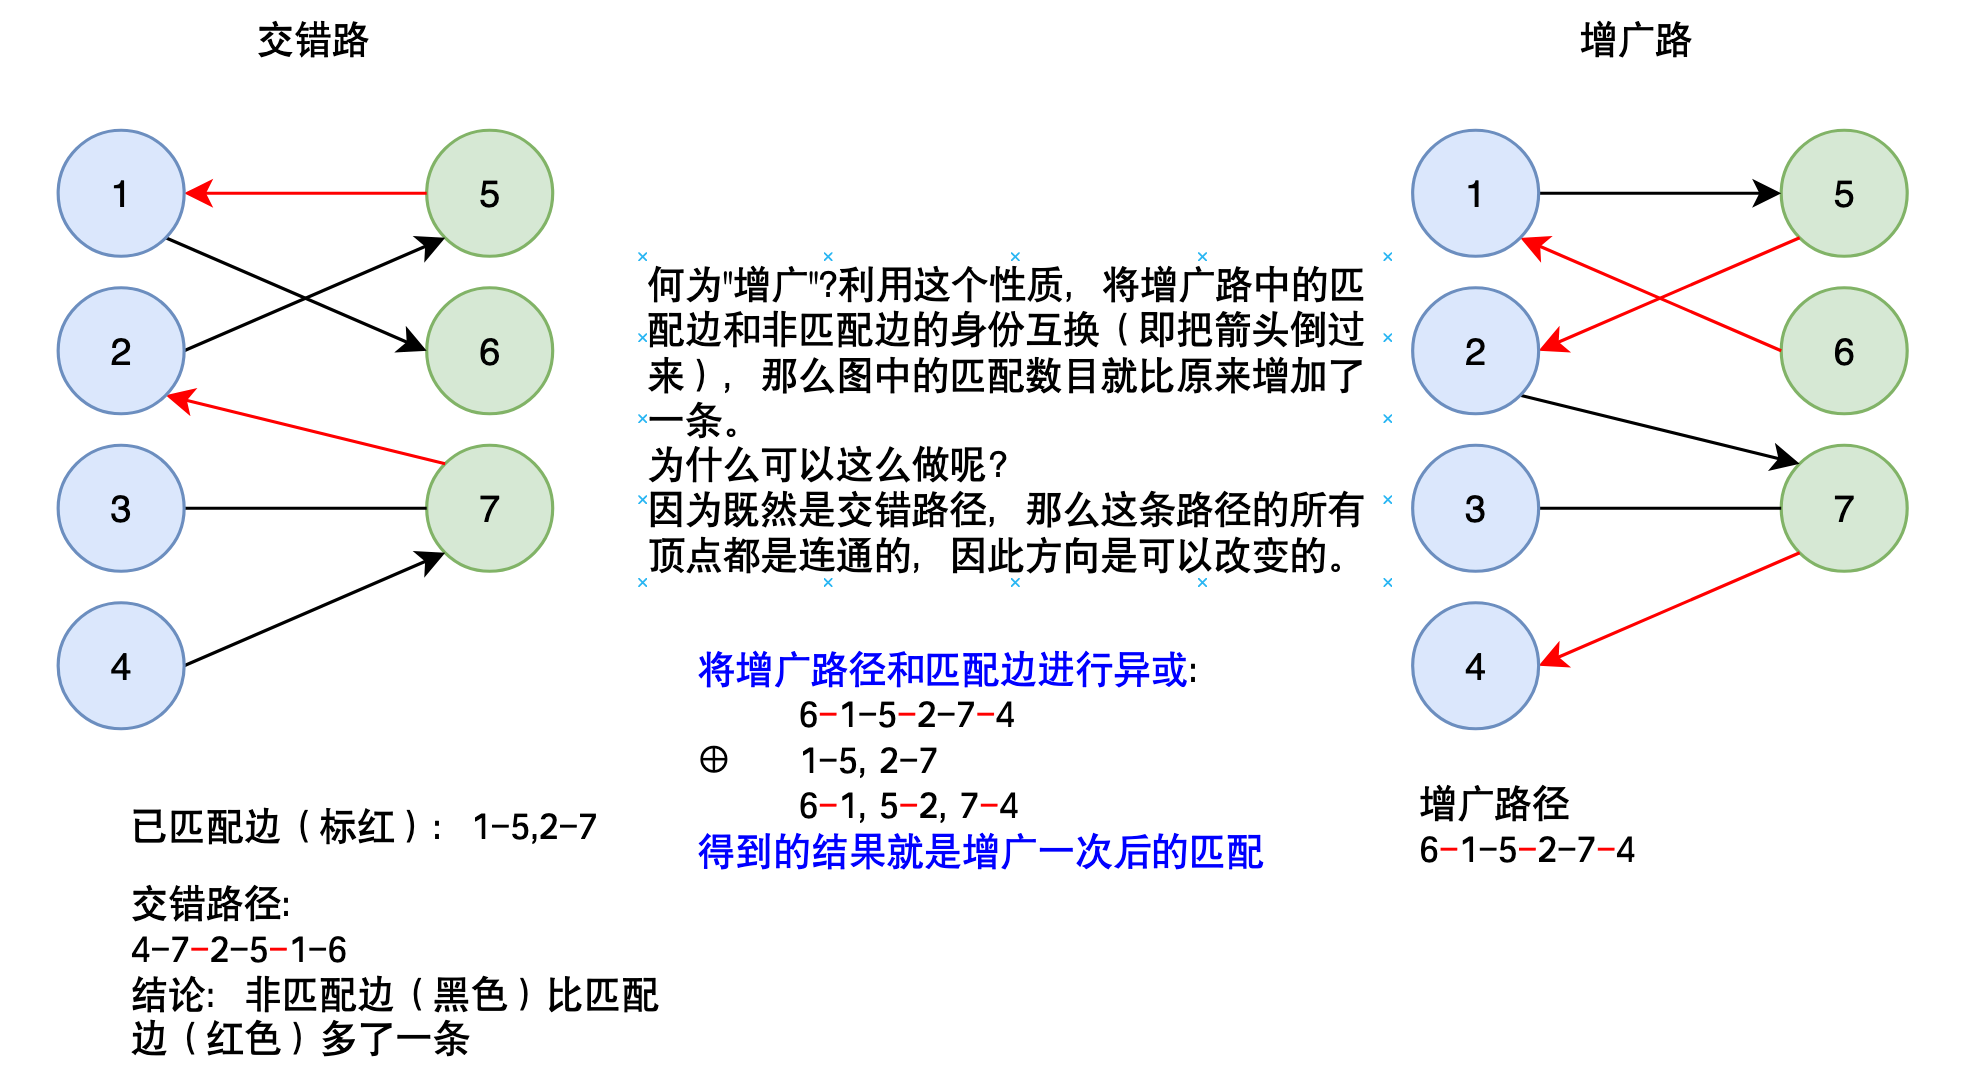 交错路
1
5
2
6
3
7
4
已匹配边（标红）： 1-5,2-7
交错路径:
4-7-2-5-1-6
结论: 非匹配边（黑色）比匹配
边（红色）多了一条
何为"增广"?利用这个性质, 将增广路中的匹
配边和非匹配边的身份互换（即把箭头倒过
来）, 那么图中的匹配数目就比原来增加了
一条。
为什么可以这么做呢?
因为既然是交错路径, 那么这条路径的所有
顶点都是连通的, 因此方向是可以改变的。
将增广路径和匹配边进行异或:
6-1-5-2-7-4
⊕ 1-5, 2-7
6-1, 5-2, 7-4
得到的结果就是增广一次后的匹配
增广路
1
5
2
6
3
7
4
增广路径
6-1-5-2-7-4